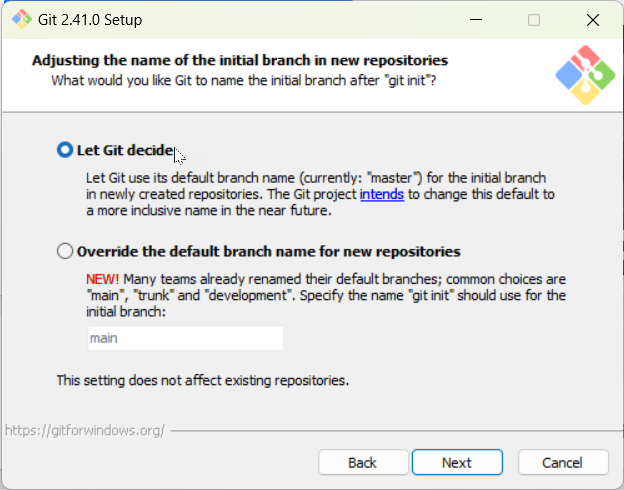 Git 2.41.0 Setup
Adjusting the name of the initial branch in new repositories
What would you like Git to name the initial branch after "git init"?
Let Git decide
Let Git use its default branch name (currently: "master") for the initial branch
in newly created repositories. The Git project intends to change this default to
a more inclusive name in the near future.
Override the default branch name for new repositories
NEW! Many teams already renamed their default branches; common choices are
"main", "trunk" and "development". Specify the name "git init" should use for the
initial branch:
main
This setting does not affect existing repositories.
https://gitforwindows.org/
Back
Next
Cancel